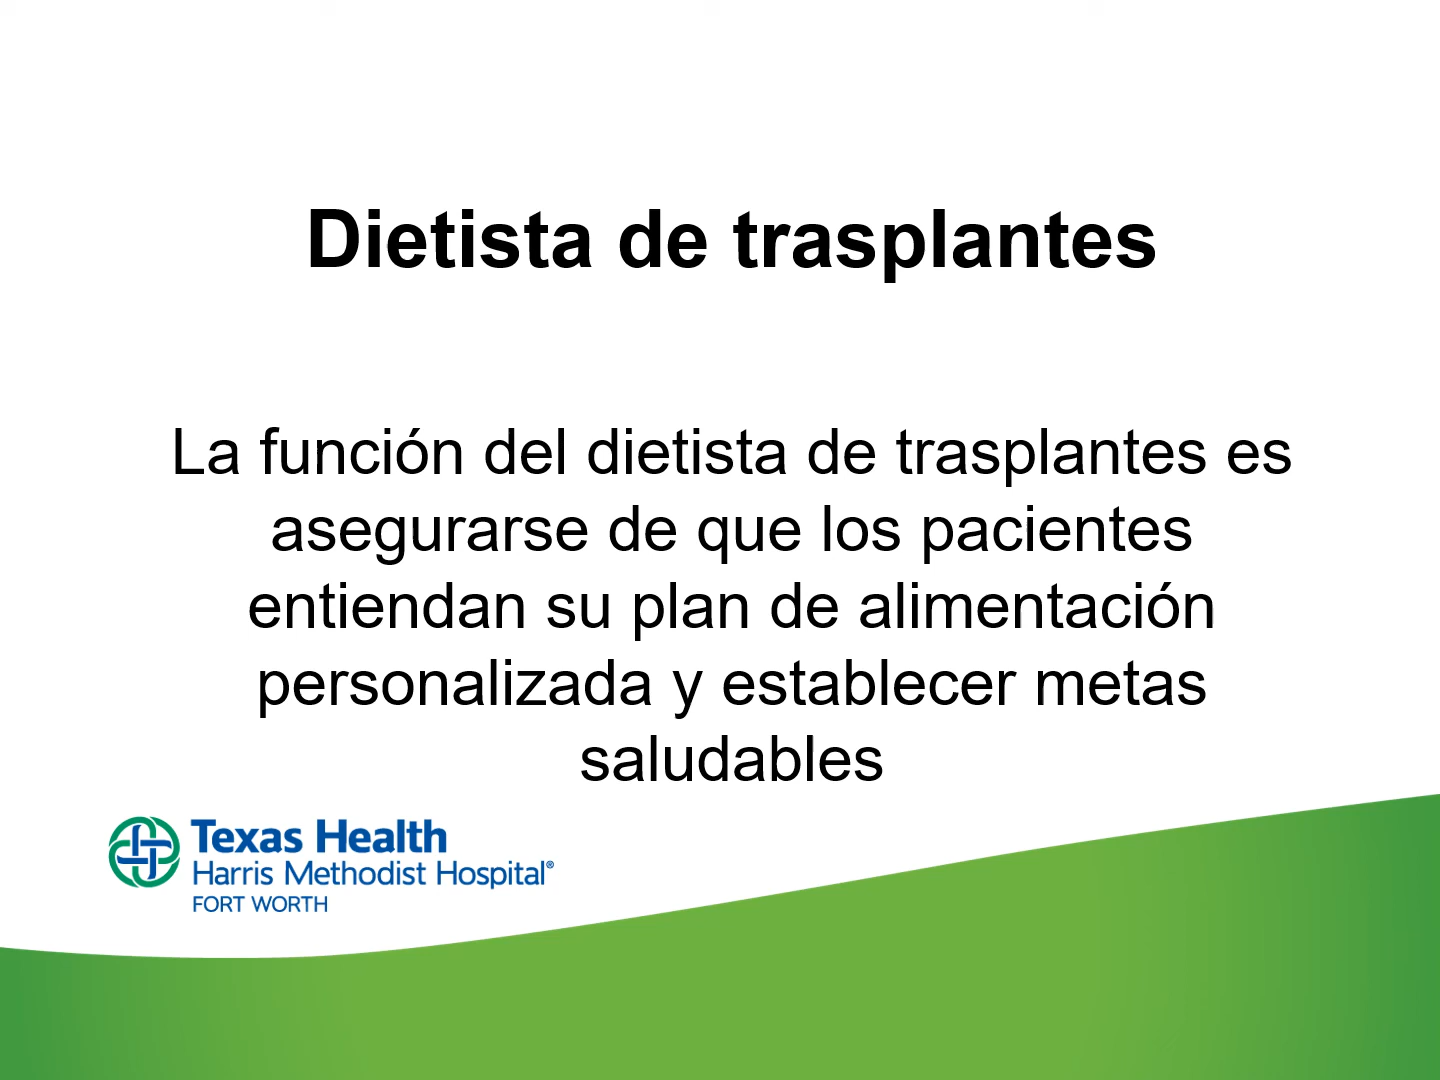 Dietista de trasplantes
La función del dietista de trasplantes es
asegurarse de que los pacientes
entiendan su plan de alimentación
personalizada y establecer metas
saludables
Texas Health
Harris Methodist Hospital®
FORT WORTH